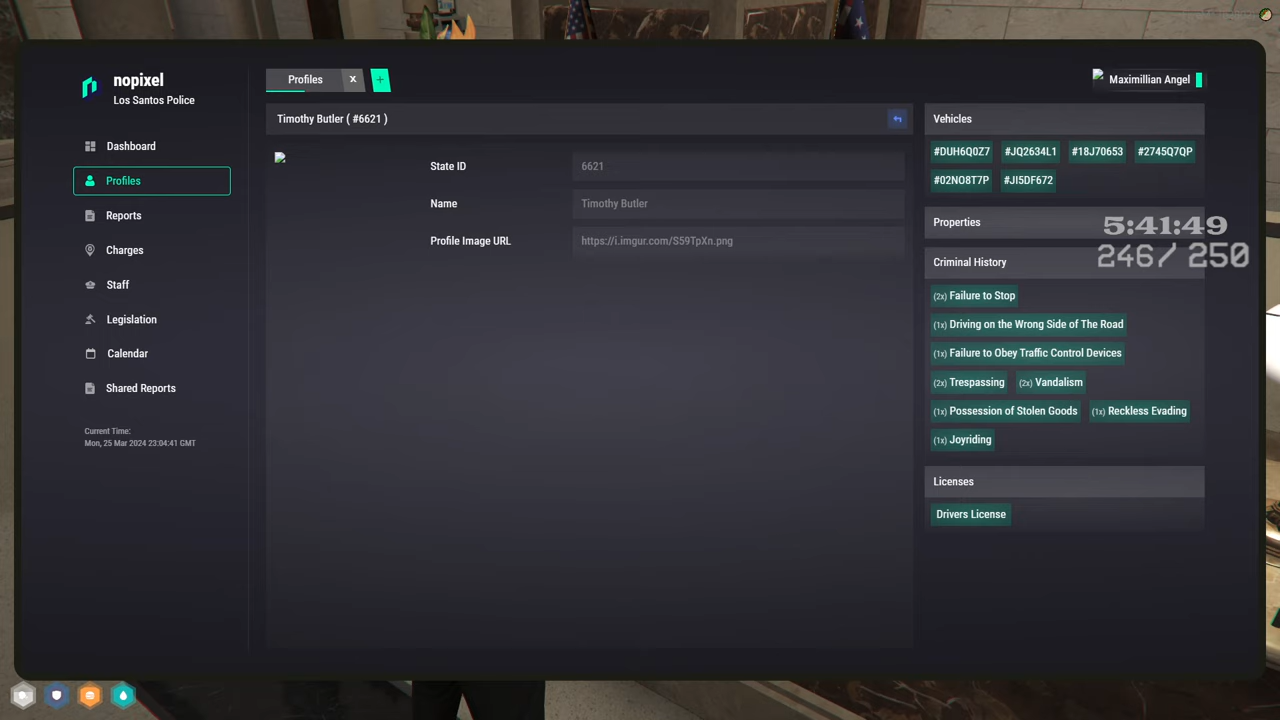 nopixel
Los Santos Police
Dashboard
Profiles
Reports
Charges
Staff
Legislation
Calendar
Shared Reports
Current Time:
Mon, 25 Mar 2024 23:04:41 GMT
Profiles x +
Maximillian Angel
Timothy Butler ( #6621 )
State ID 6621
Name Timothy Butler
Profile Image URL https://i.imgur.com/S59TpXn.png
Vehicles
#DUH6Q0Z7 #JQ2634L1 #18J70653 #2745Q7QP
#02NO8T7P #JI5DF672
Properties
5:41:49
246/ 250
Criminal History
(2x) Failure to Stop
(1x) Driving on the Wrong Side of The Road
(1x) Failure to Obey Traffic Control Devices
(2x) Trespassing (2x) Vandalism
(1x) Possession of Stolen Goods (1x) Reckless Evading
(1x) Joyriding
Licenses
Drivers License